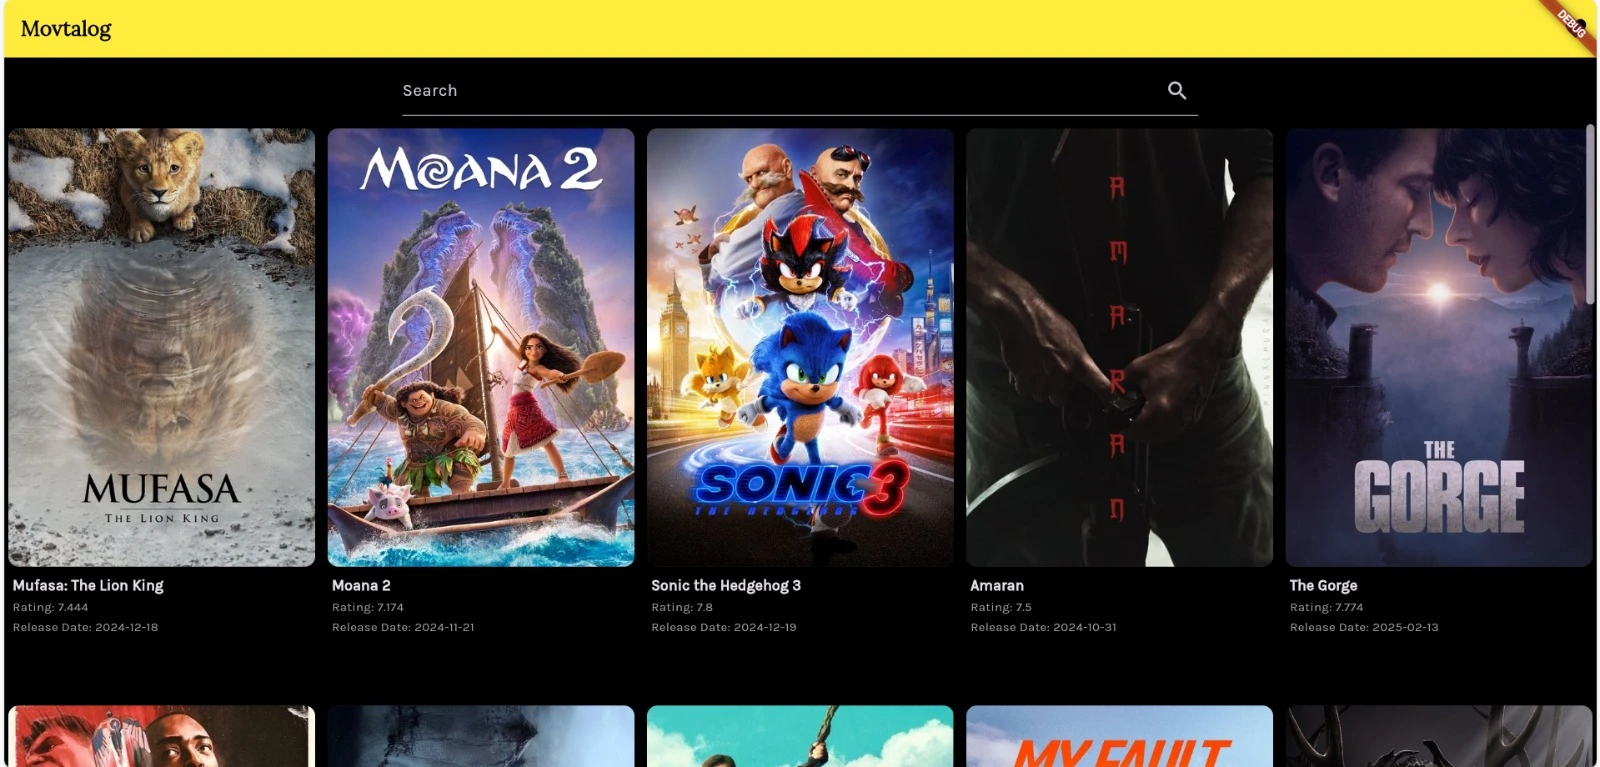 Movtalog
DEBUG
Search
MUFASA
THE LION KING
MOANA 2
SONIC 3
THE HEDGEHOG
AMARAN
THE
GORGE
Mufasa: The Lion King
Rating: 7.444
Release Date: 2024-12-18
Moana 2
Rating: 7.174
Release Date: 2024-11-21
Sonic the Hedgehog 3
Rating: 7.8
Release Date: 2024-12-19
Amaran
Rating: 7.5
Release Date: 2024-10-31
The Gorge
Rating: 7.774
Release Date: 2025-02-13
MY FAULT